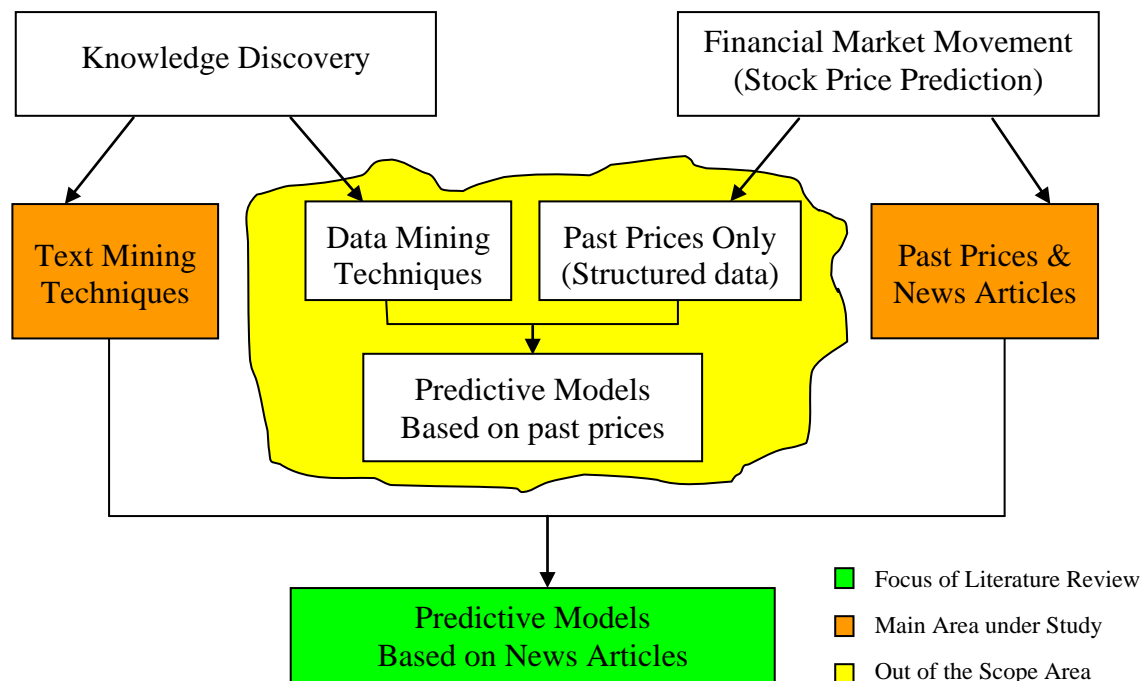 Knowledge Discovery
Financial Market Movement
(Stock Price Prediction)
Text Mining
Techniques
Data Mining
Techniques
Past Prices Only
(Structured data)
Past Prices &
News Articles
Predictive Models
Based on past prices
Predictive Models
Based on News Articles
Focus of Literature Review
Main Area under Study
Out of the Scope Area